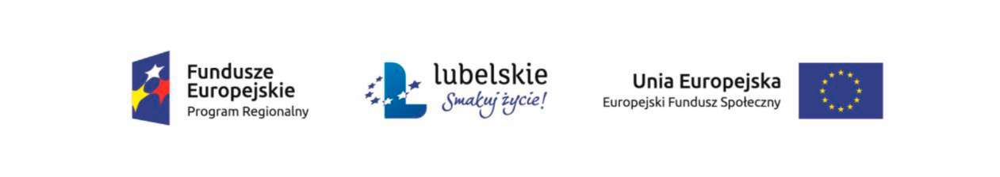 Fundusze
Europejskie
Program Regionalny
lubelskie
Smakuj życie!
Unia Europejska
Europejski Fundusz Społeczny